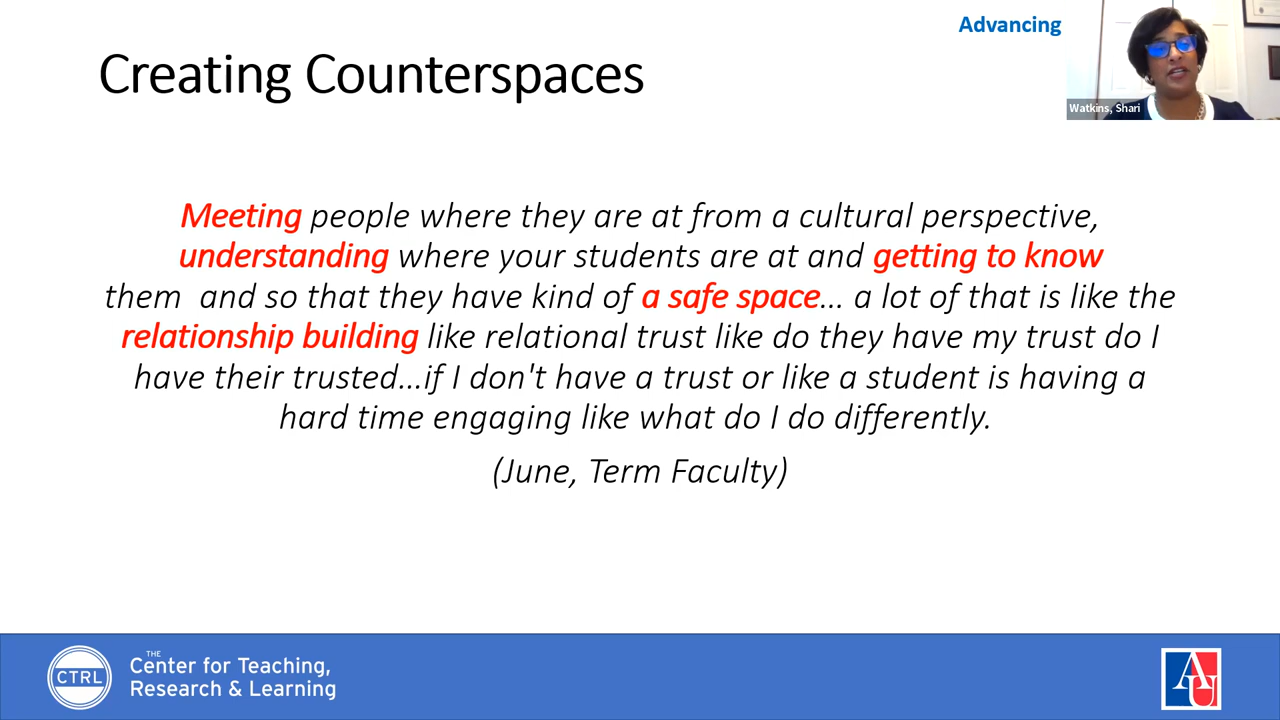 Advancing
Creating Counterspaces
Watkins, Shari
Meeting people where they are at from a cultural perspective,
understanding where your students are at and getting to know
them  and so that they have kind of a safe space… a lot of that is like the
relationship building like relational trust like do they have my trust do I
have their trusted…if I don't have a trust or like a student is having a
hard time engaging like what do I do differently.
(June, Term Faculty)
CTRL
THE
Center for Teaching,
Research & Learning
AU